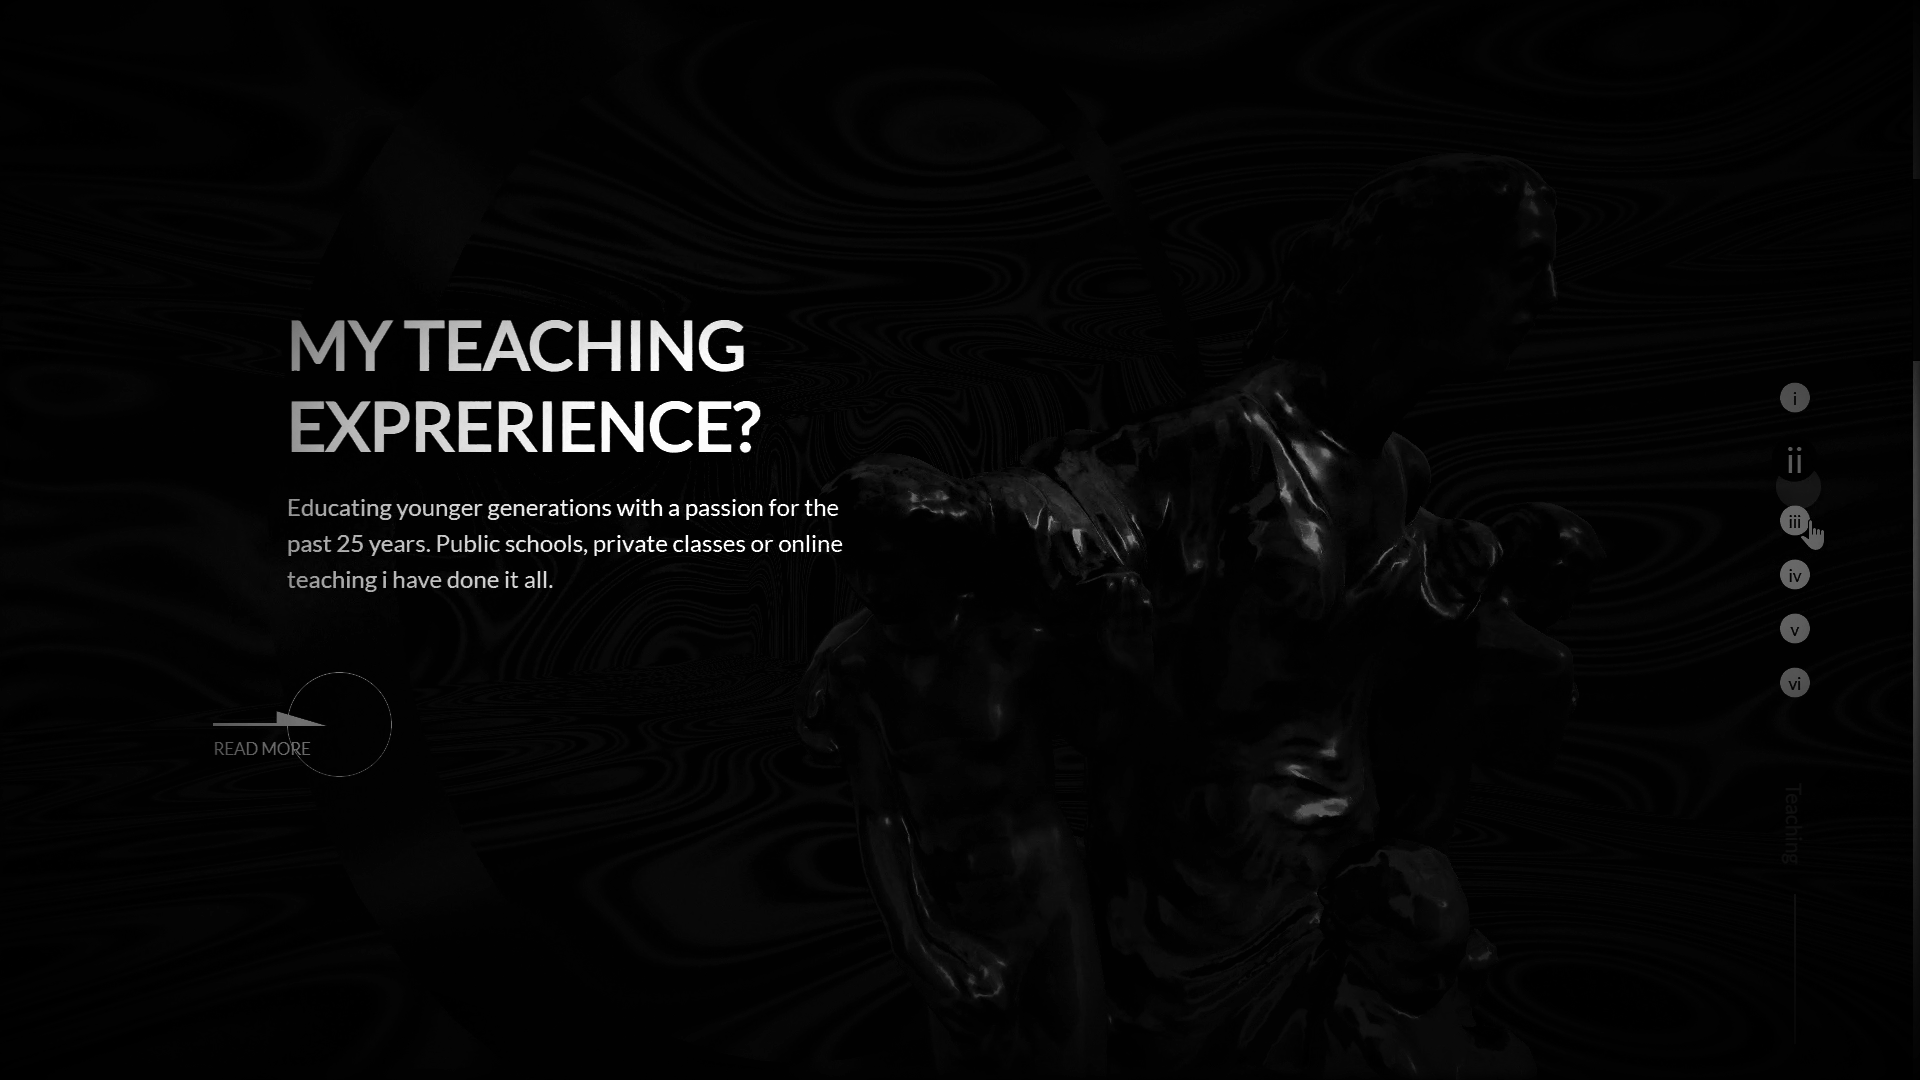 MY TEACHING
EXPRERIENCE?
Educating younger generations with a passion for the
past 25 years. Public schools, private classes or online
teaching i have done it all.
READ MORE
i
ii
iii
iv
v
vi
Teaching